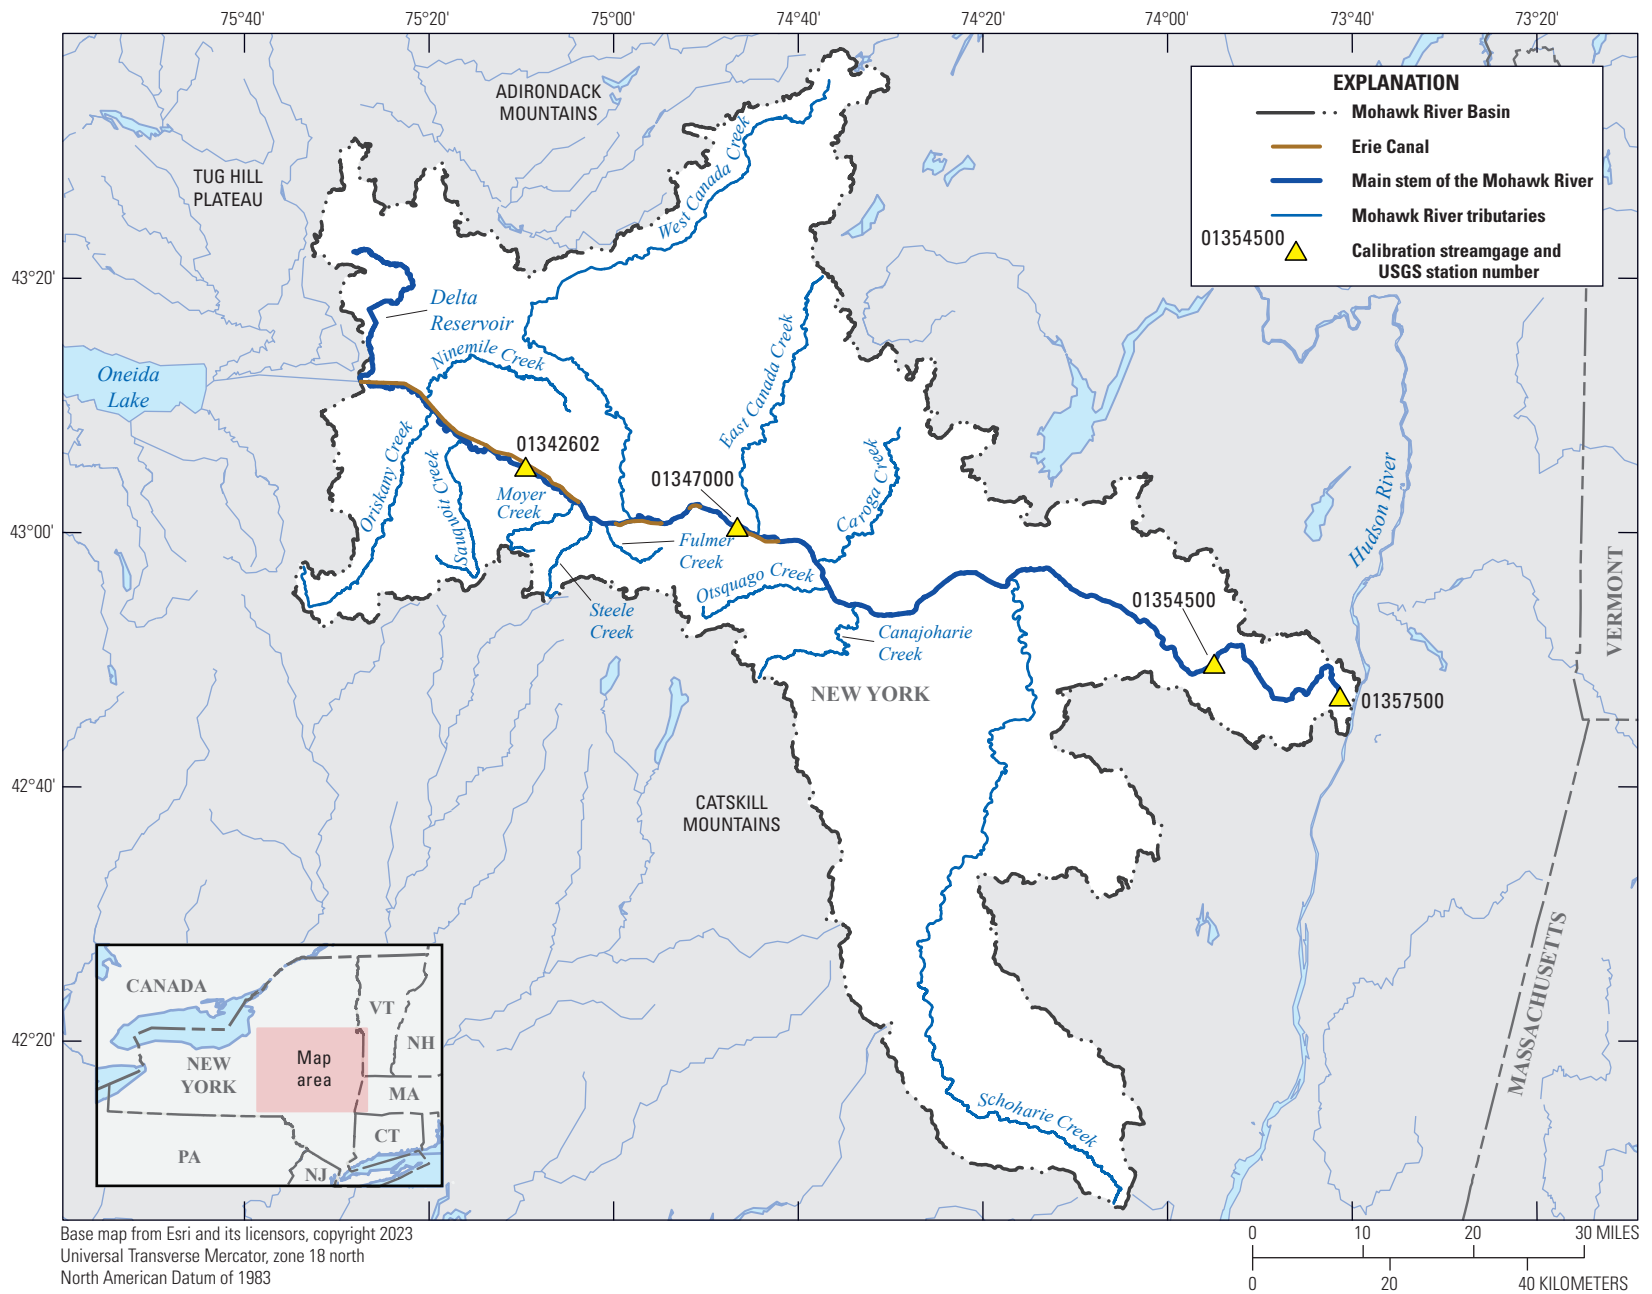 75°40'
75°20'
75°00'
74°40'
74°20'
74°00'
73°40'
73°20'
EXPLANATION
Mohawk River Basin
Erie Canal
Main stem of the Mohawk River
Mohawk River tributaries
01354500
Calibration streamgage and
USGS station number
ADIRONDACK
MOUNTAINS
TUG HILL
PLATEAU
West Canada Creek
43°20'
Delta
Reservoir
Ninemile Creek
East Canada Creek
Oneida
Lake
Oriskany Creek
Sauquoit Creek
01342602
01347000
Moyer
Creek
Caroga Creek
Hudson River
43°00'
Fulmer
Creek
Otsquago Creek
Steele
Creek
Canajoharie
Creek
01354500
VERMONT
NEW YORK
01357500
42°40'
CATSKILL
MOUNTAINS
MASSACHUSETTS
42°20'
Schoharie Creek
CANADA
VT
NH
NEW
YORK
Map
area
MA
CT
PA
NJ
Base map from Esri and its licensors, copyright 2023
Universal Transverse Mercator, zone 18 north
North American Datum of 1983
0 10 20 30 MILES
0 20 40 KILOMETERS